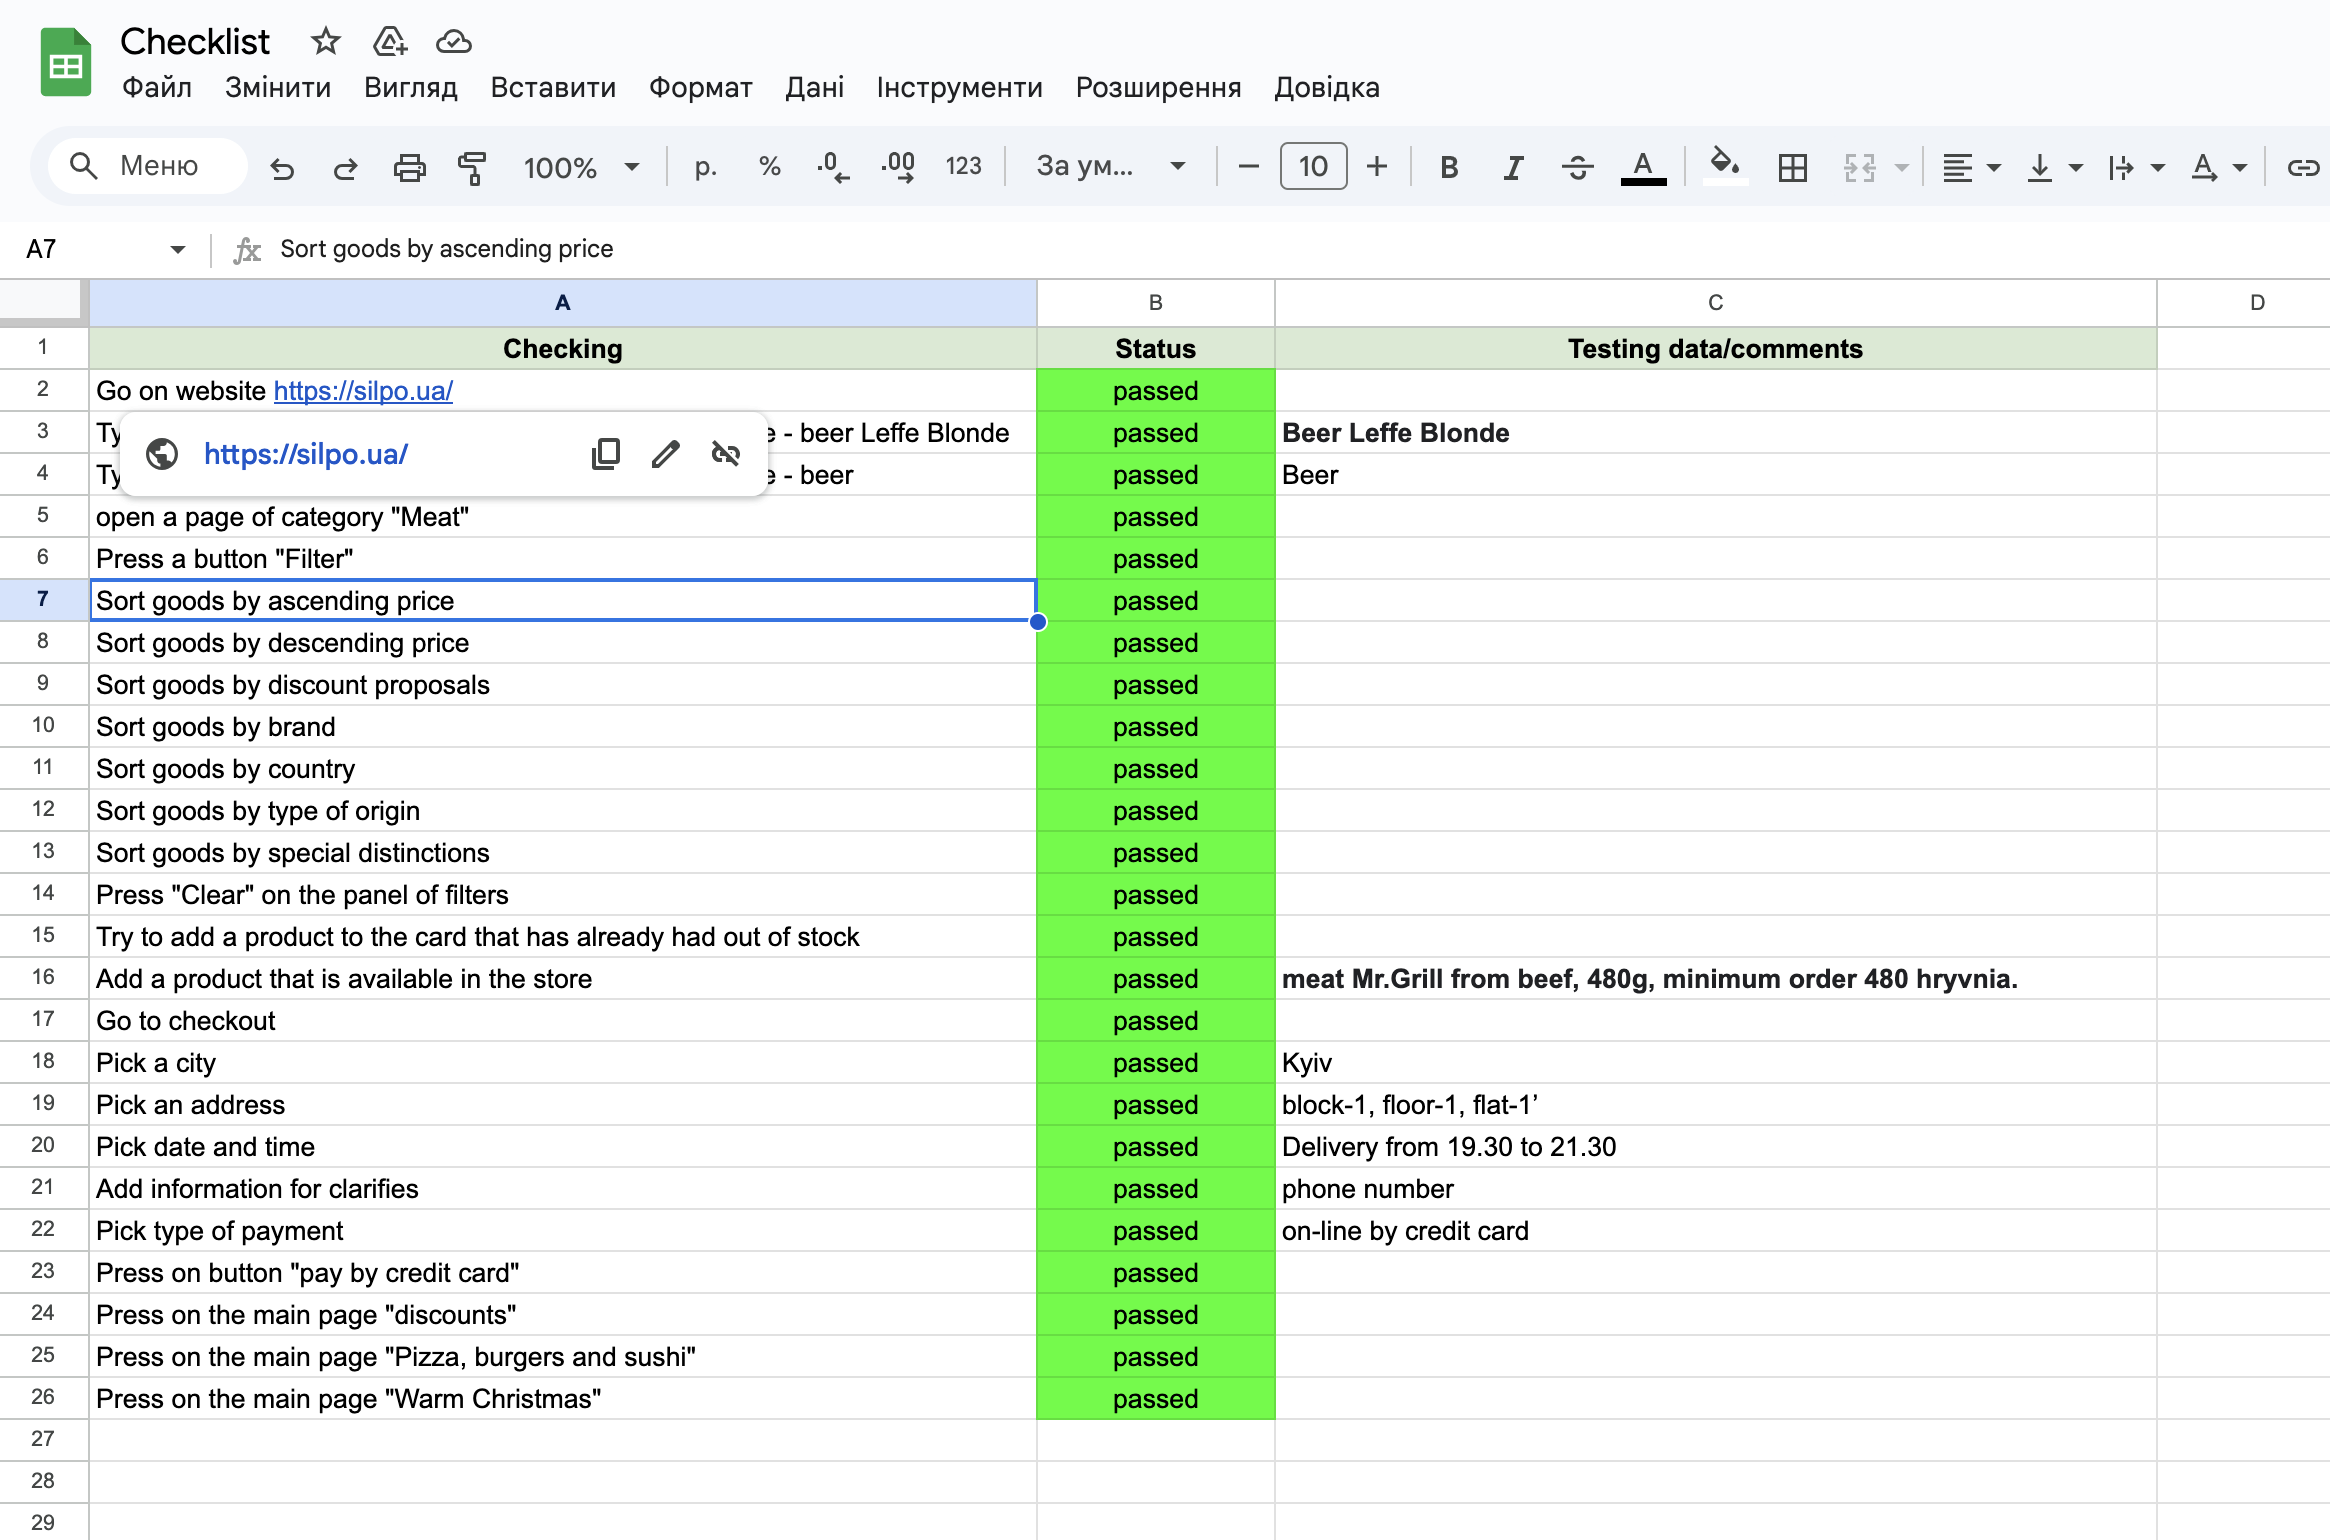 Checklist
Файл Змінити Вигляд Вставити Формат Дані Інструменти Розширення Довідка
Меню 100% р. % .0 .00 123 За ум... 10 B I A A
A7 fx Sort goods by ascending price
A B C D
1 Checking Status Testing data/comments
2 Go on website https://silpo.ua/ passed
3 Ty e - beer Leffe Blonde passed Beer Leffe Blonde
https://silpo.ua/
4 Ty e - beer passed Beer
5 open a page of category "Meat" passed
6 Press a button "Filter" passed
7 Sort goods by ascending price passed
8 Sort goods by descending price passed
9 Sort goods by discount proposals passed
10 Sort goods by brand passed
11 Sort goods by country passed
12 Sort goods by type of origin passed
13 Sort goods by special distinctions passed
14 Press "Clear" on the panel of filters passed
15 Try to add a product to the card that has already had out of stock passed
16 Add a product that is available in the store passed meat Mr.Grill from beef, 480g, minimum order 480 hryvnia.
17 Go to checkout passed
18 Pick a city passed Kyiv
19 Pick an address passed block-1, floor-1, flat-1’
20 Pick date and time passed Delivery from 19.30 to 21.30
21 Add information for clarifies passed phone number
22 Pick type of payment passed on-line by credit card
23 Press on button "pay by credit card" passed
24 Press on the main page "discounts" passed
25 Press on the main page "Pizza, burgers and sushi" passed
26 Press on the main page "Warm Christmas" passed
27
28
29